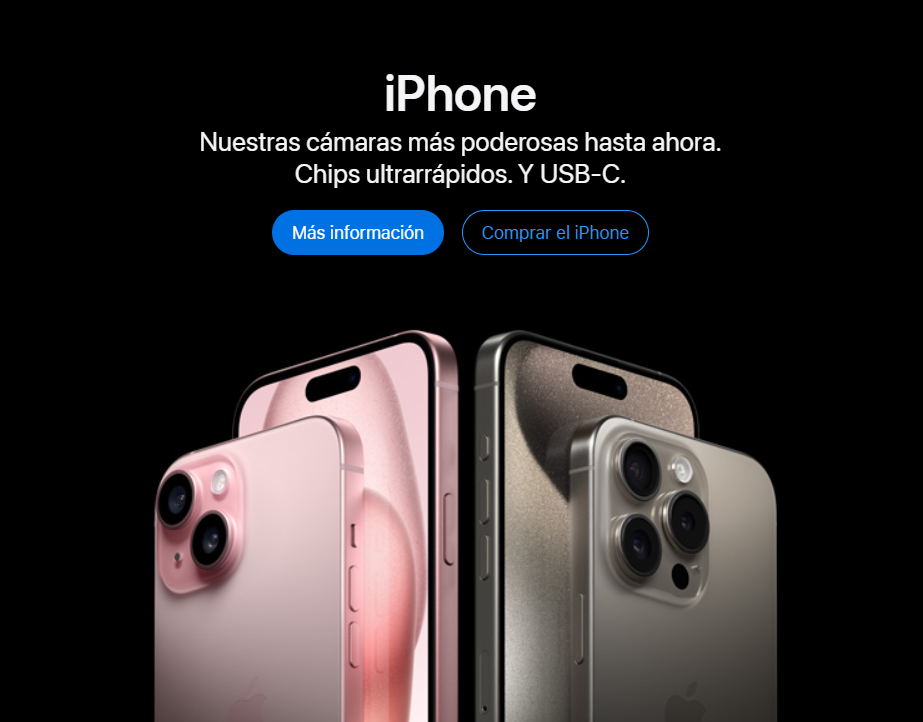 iPhone
Nuestras cámaras más poderosas hasta ahora.
Chips ultrarrápidos. Y USB-C.
Más información
Comprar el iPhone